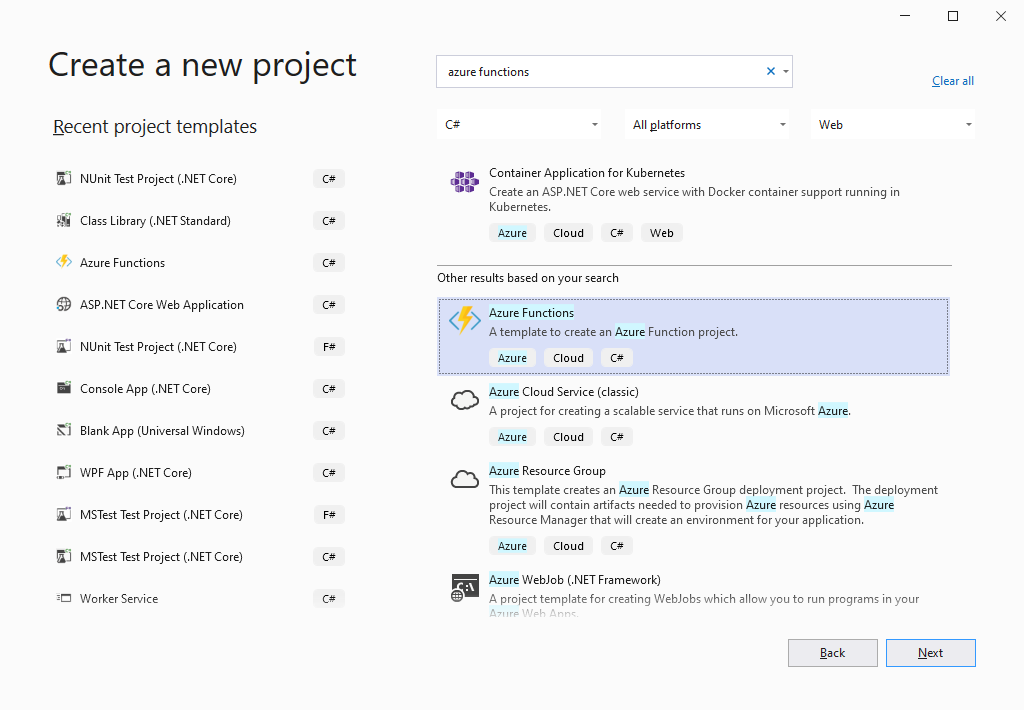 Create a new project
Recent project templates
NUnit Test Project (.NET Core) C#
Class Library (.NET Standard) C#
Azure Functions C#
ASP.NET Core Web Application C#
NUnit Test Project (.NET Core) F#
Console App (.NET Core) C#
Blank App (Universal Windows) C#
WPF App (.NET Core) C#
MSTest Test Project (.NET Core) F#
MSTest Test Project (.NET Core) C#
Worker Service C#
azure functions
Clear all
C# All platforms Web
Container Application for Kubernetes
Create an ASP.NET Core web service with Docker container support running in
Kubernetes.
Azure Cloud C# Web
Other results based on your search
Azure Functions
A template to create an Azure Function project.
Azure Cloud C#
Azure Cloud Service (classic)
A project for creating a scalable service that runs on Microsoft Azure.
Azure Cloud C#
Azure Resource Group
This template creates an Azure Resource Group deployment project.  The deployment
project will contain artifacts needed to provision Azure resources using Azure
Resource Manager that will create an environment for your application.
Azure Cloud C#
C:\
Azure WebJob (.NET Framework)
A project template for creating WebJobs which allow you to run programs in your
Azure Web Apps.
Back Next